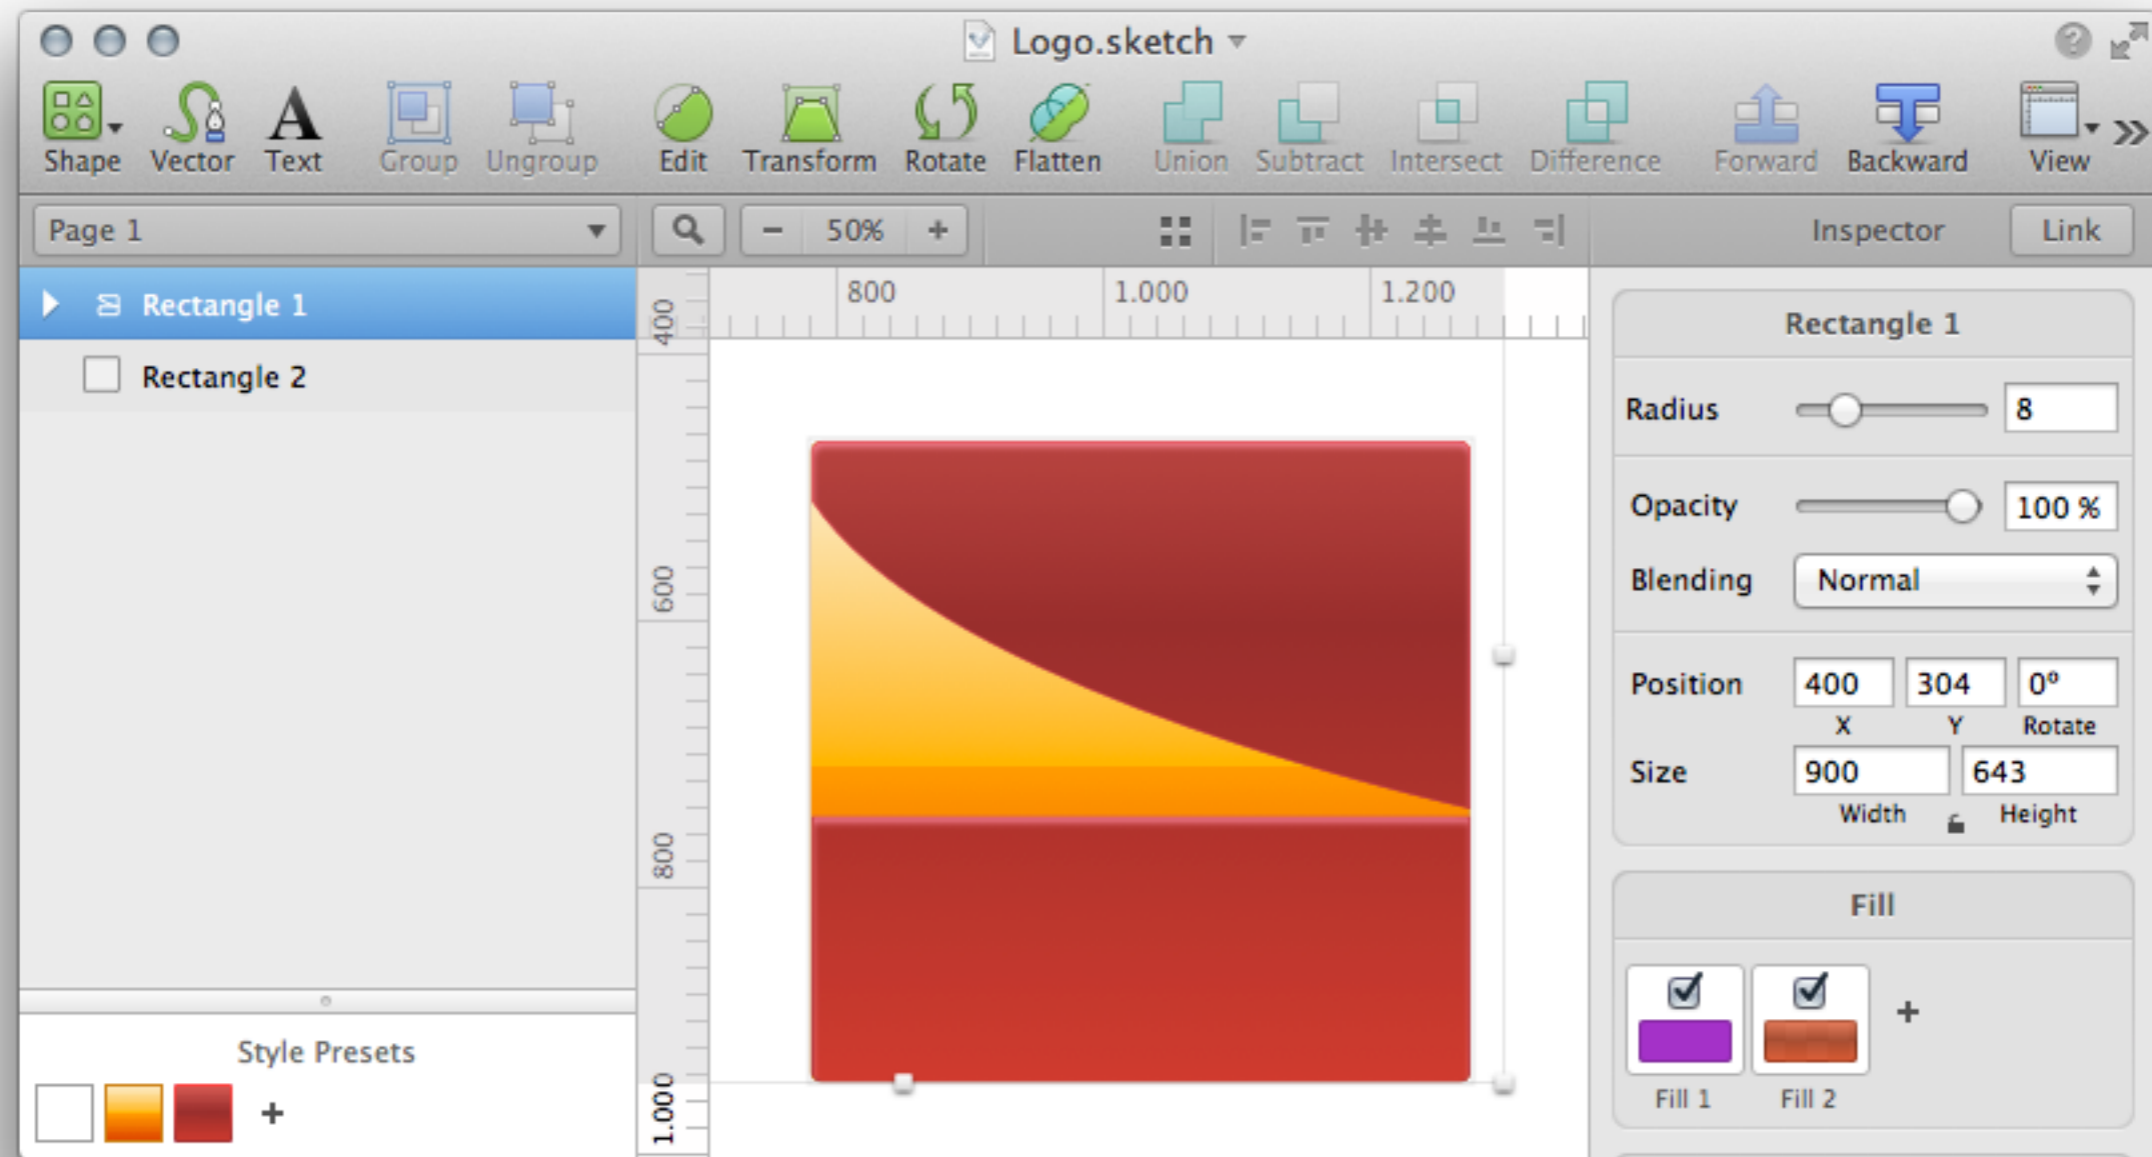 Logo.sketch
Shape Vector Text Group Ungroup Edit Transform Rotate Flatten Union Subtract Intersect Difference Forward Backward View
Page 1 50% Inspector Link
Rectangle 1
Rectangle 2
800 1.000 1.200
400
600
800
1.000
Rectangle 1
Radius 8
Opacity 100 %
Blending Normal
Position 400 304 0º
X Y Rotate
Size 900 643
Width Height
Fill
Fill 1 Fill 2
Style Presets